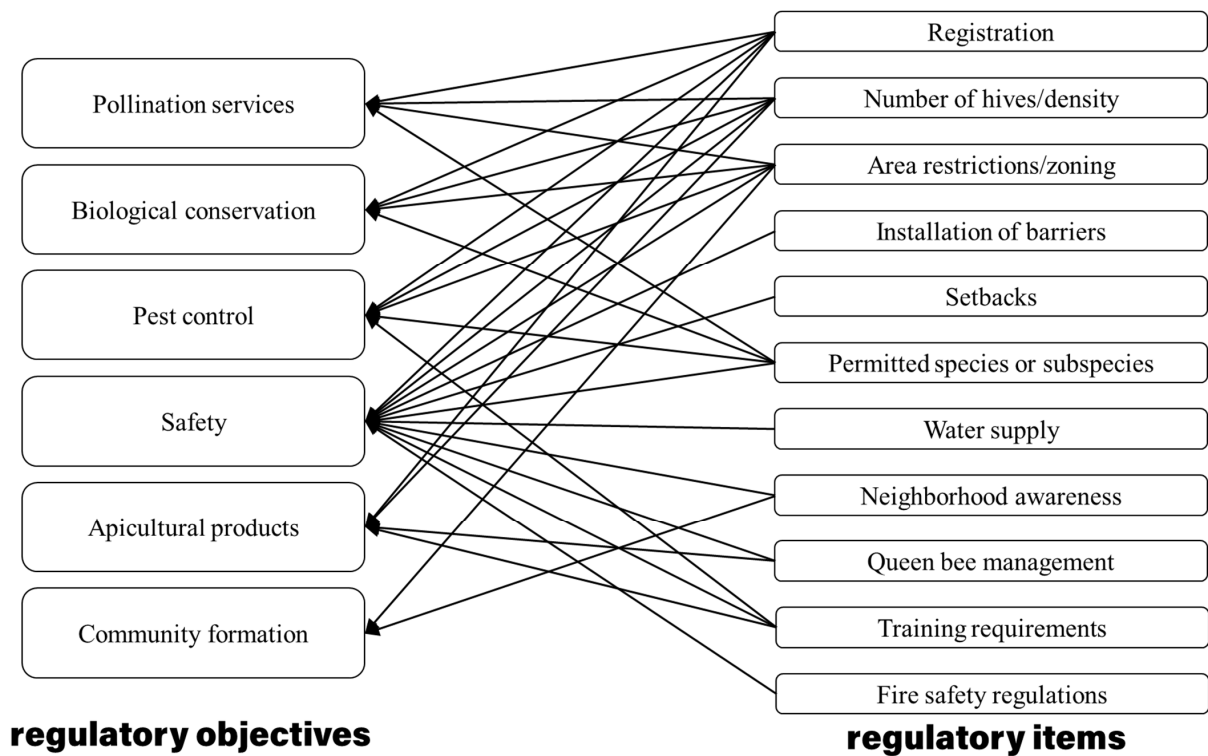 Pollination services
Biological conservation
Pest control
Safety
Apicultural products
Community formation
regulatory objectives
Registration
Number of hives/density
Area restrictions/zoning
Installation of barriers
Setbacks
Permitted species or subspecies
Water supply
Neighborhood awareness
Queen bee management
Training requirements
Fire safety regulations
regulatory items